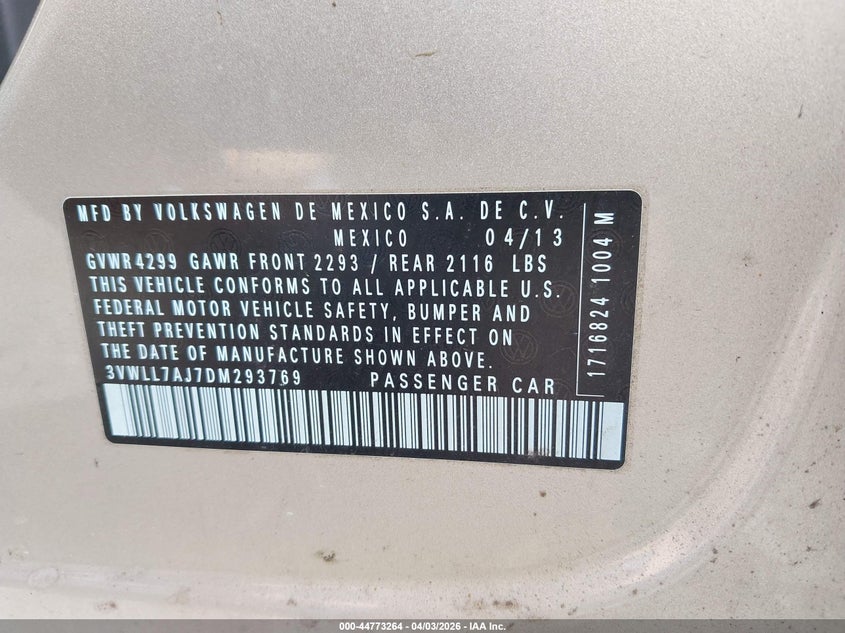 MFD BY VOLKSWAGEN DE MEXICO S.A. DE C.V.
MEXICO 04/13
GVWR 4299 GAWR FRONT 2293 / REAR 2116 LBS
THIS VEHICLE CONFORMS TO ALL APPLICABLE U.S.
FEDERAL MOTOR VEHICLE SAFETY, BUMPER AND
THEFT PREVENTION STANDARDS IN EFFECT ON
THE DATE OF MANUFACTURE SHOWN ABOVE.
3VWLL7AJ7DM293769 PASSENGER CAR
1716824 1004 M
000-44773264 - 04/03/2026 - IAA Inc.